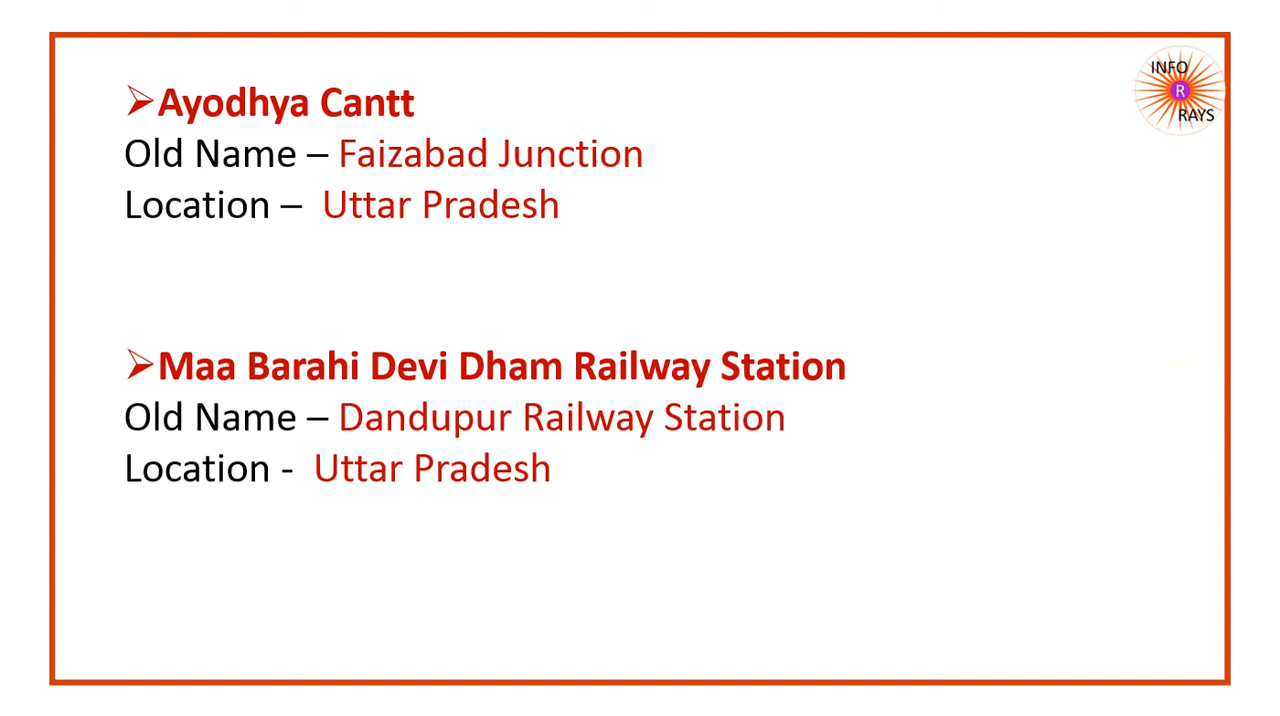 INFO
R
RAYS
➢Ayodhya Cantt
Old Name – Faizabad Junction
Location – Uttar Pradesh
➢Maa Barahi Devi Dham Railway Station
Old Name – Dandupur Railway Station
Location - Uttar Pradesh